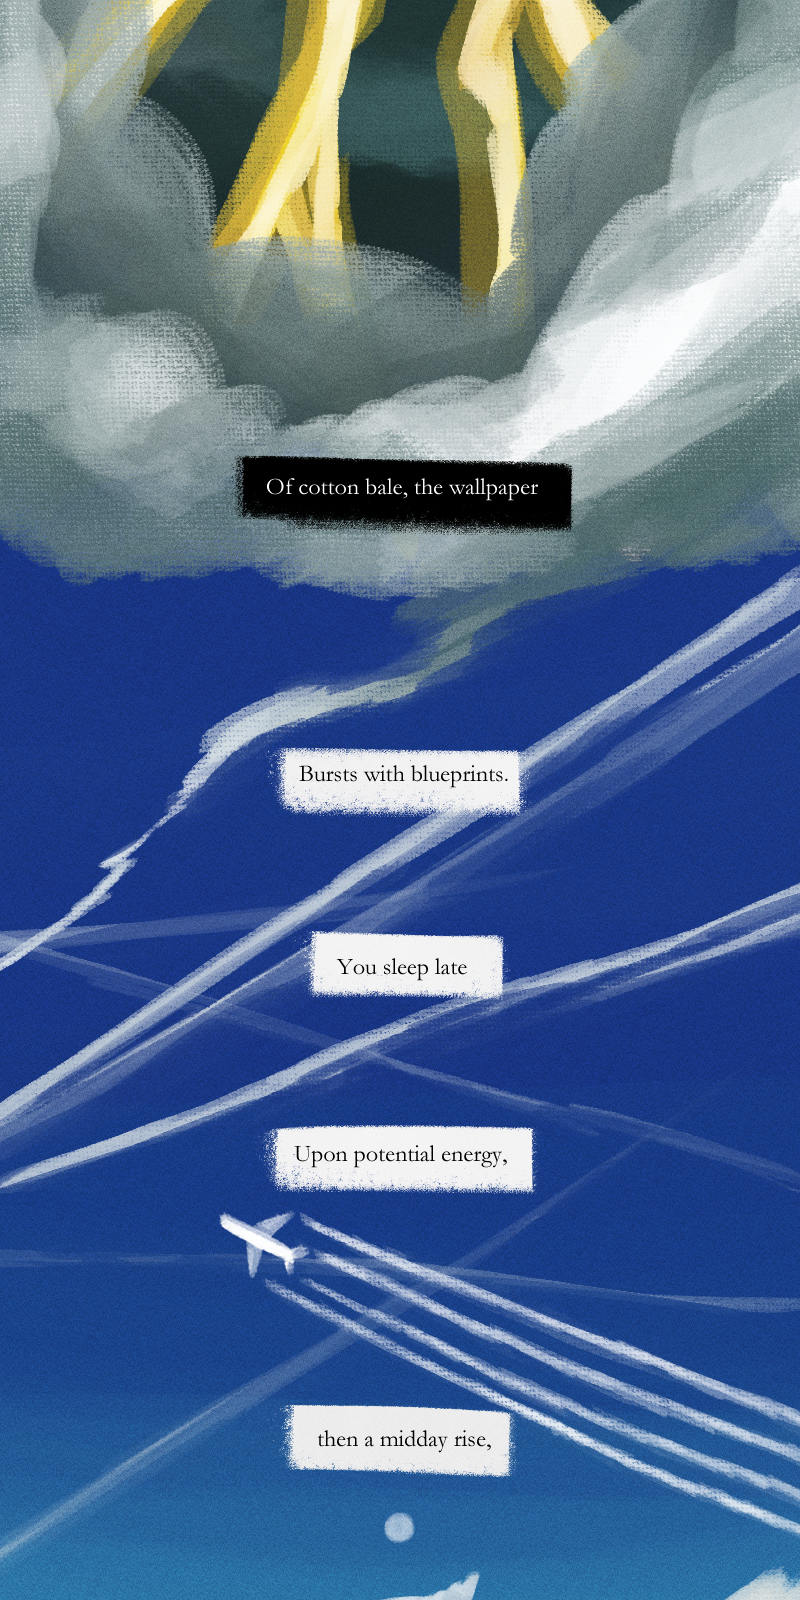 Of cotton bale, the wallpaper
Bursts with blueprints.
You sleep late
Upon potential energy,
then a midday rise,